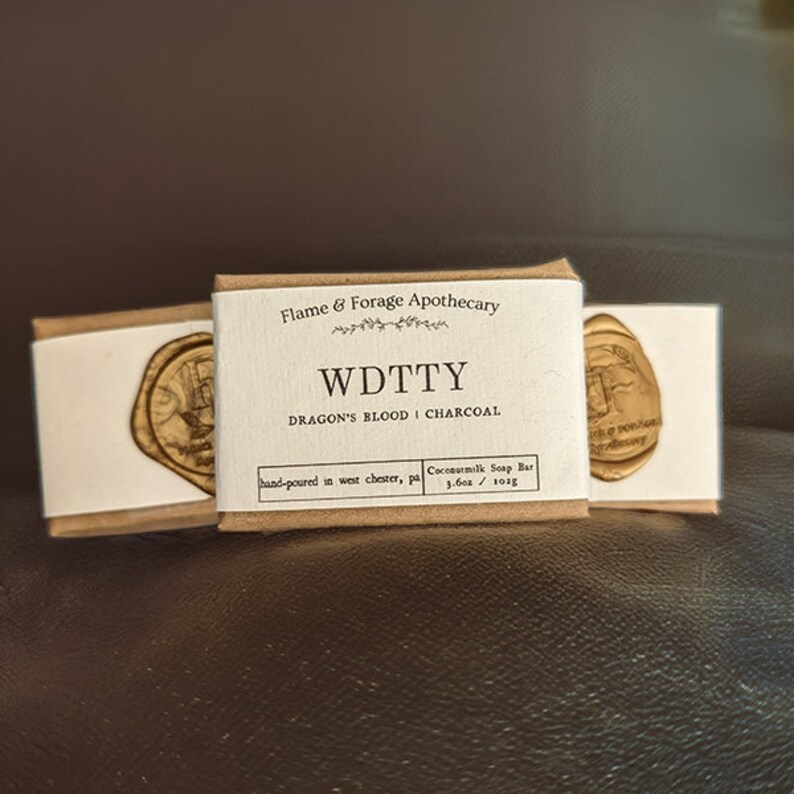 Flame & Forage Apothecary
WDTTY
DRAGON'S BLOOD | CHARCOAL
hand-poured in west chester, pa
Coconutmilk Soap Bar
3.6oz / 102g